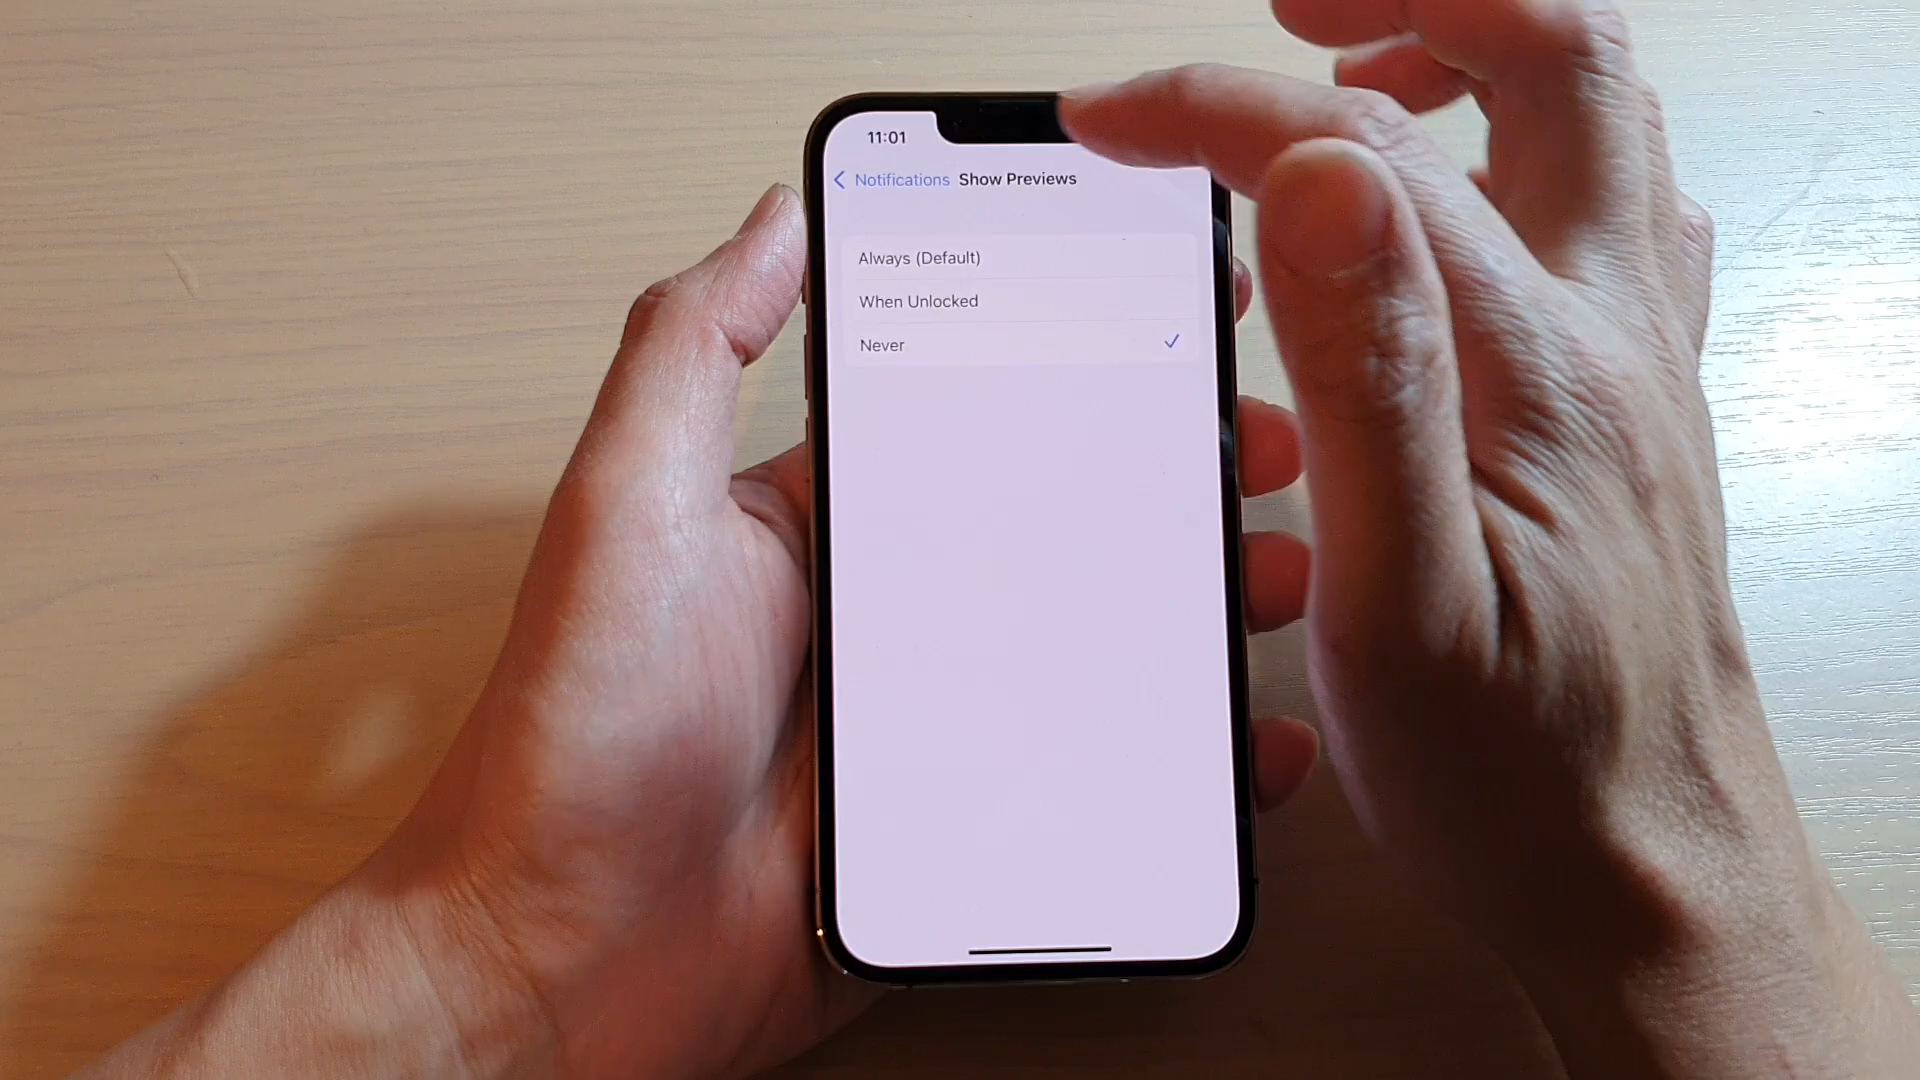 11:01
Notifications Show Previews
Always (Default)
When Unlocked
Never